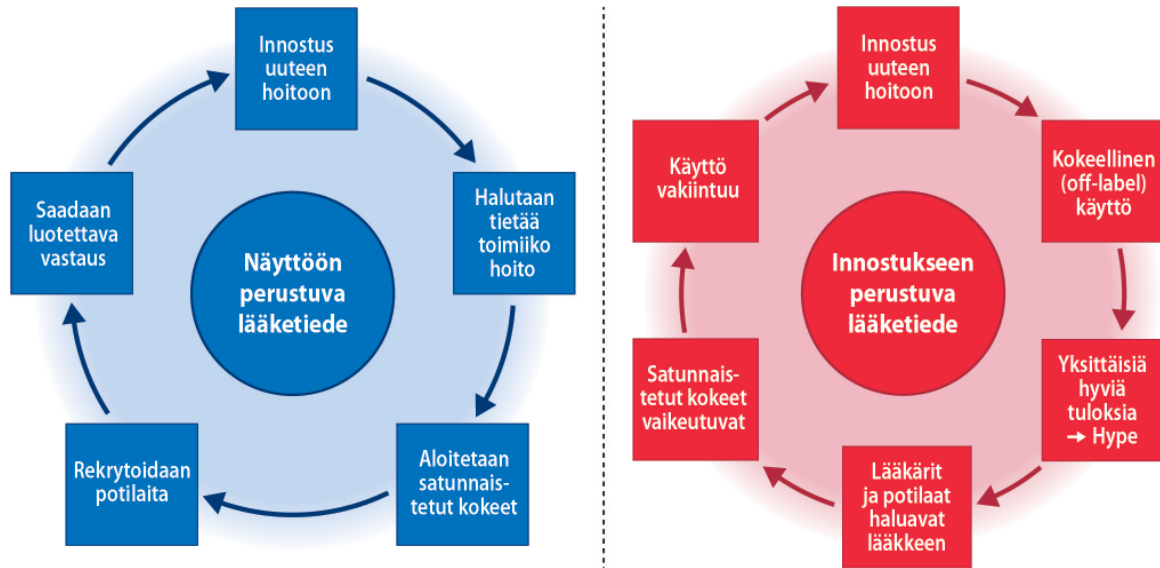 Innostus
uuteen
hoitoon
Halutaan
tietää
toimiiko
hoito
Aloitetaan
satunnais-
tetut kokeet
Rekrytoidaan
potilaita
Saadaan
luotettava
vastaus
Näyttöön
perustuva
lääketiede
Innostus
uuteen
hoitoon
Kokeellinen
(off-label)
käyttö
Yksittäisiä
hyviä
tuloksia
→ Hype
Lääkärit
ja potilaat
haluavat
lääkkeen
Satunnais-
tetut kokeet
vaikeutuvat
Käyttö
vakiintuu
Innostukseen
perustuva
lääketiede